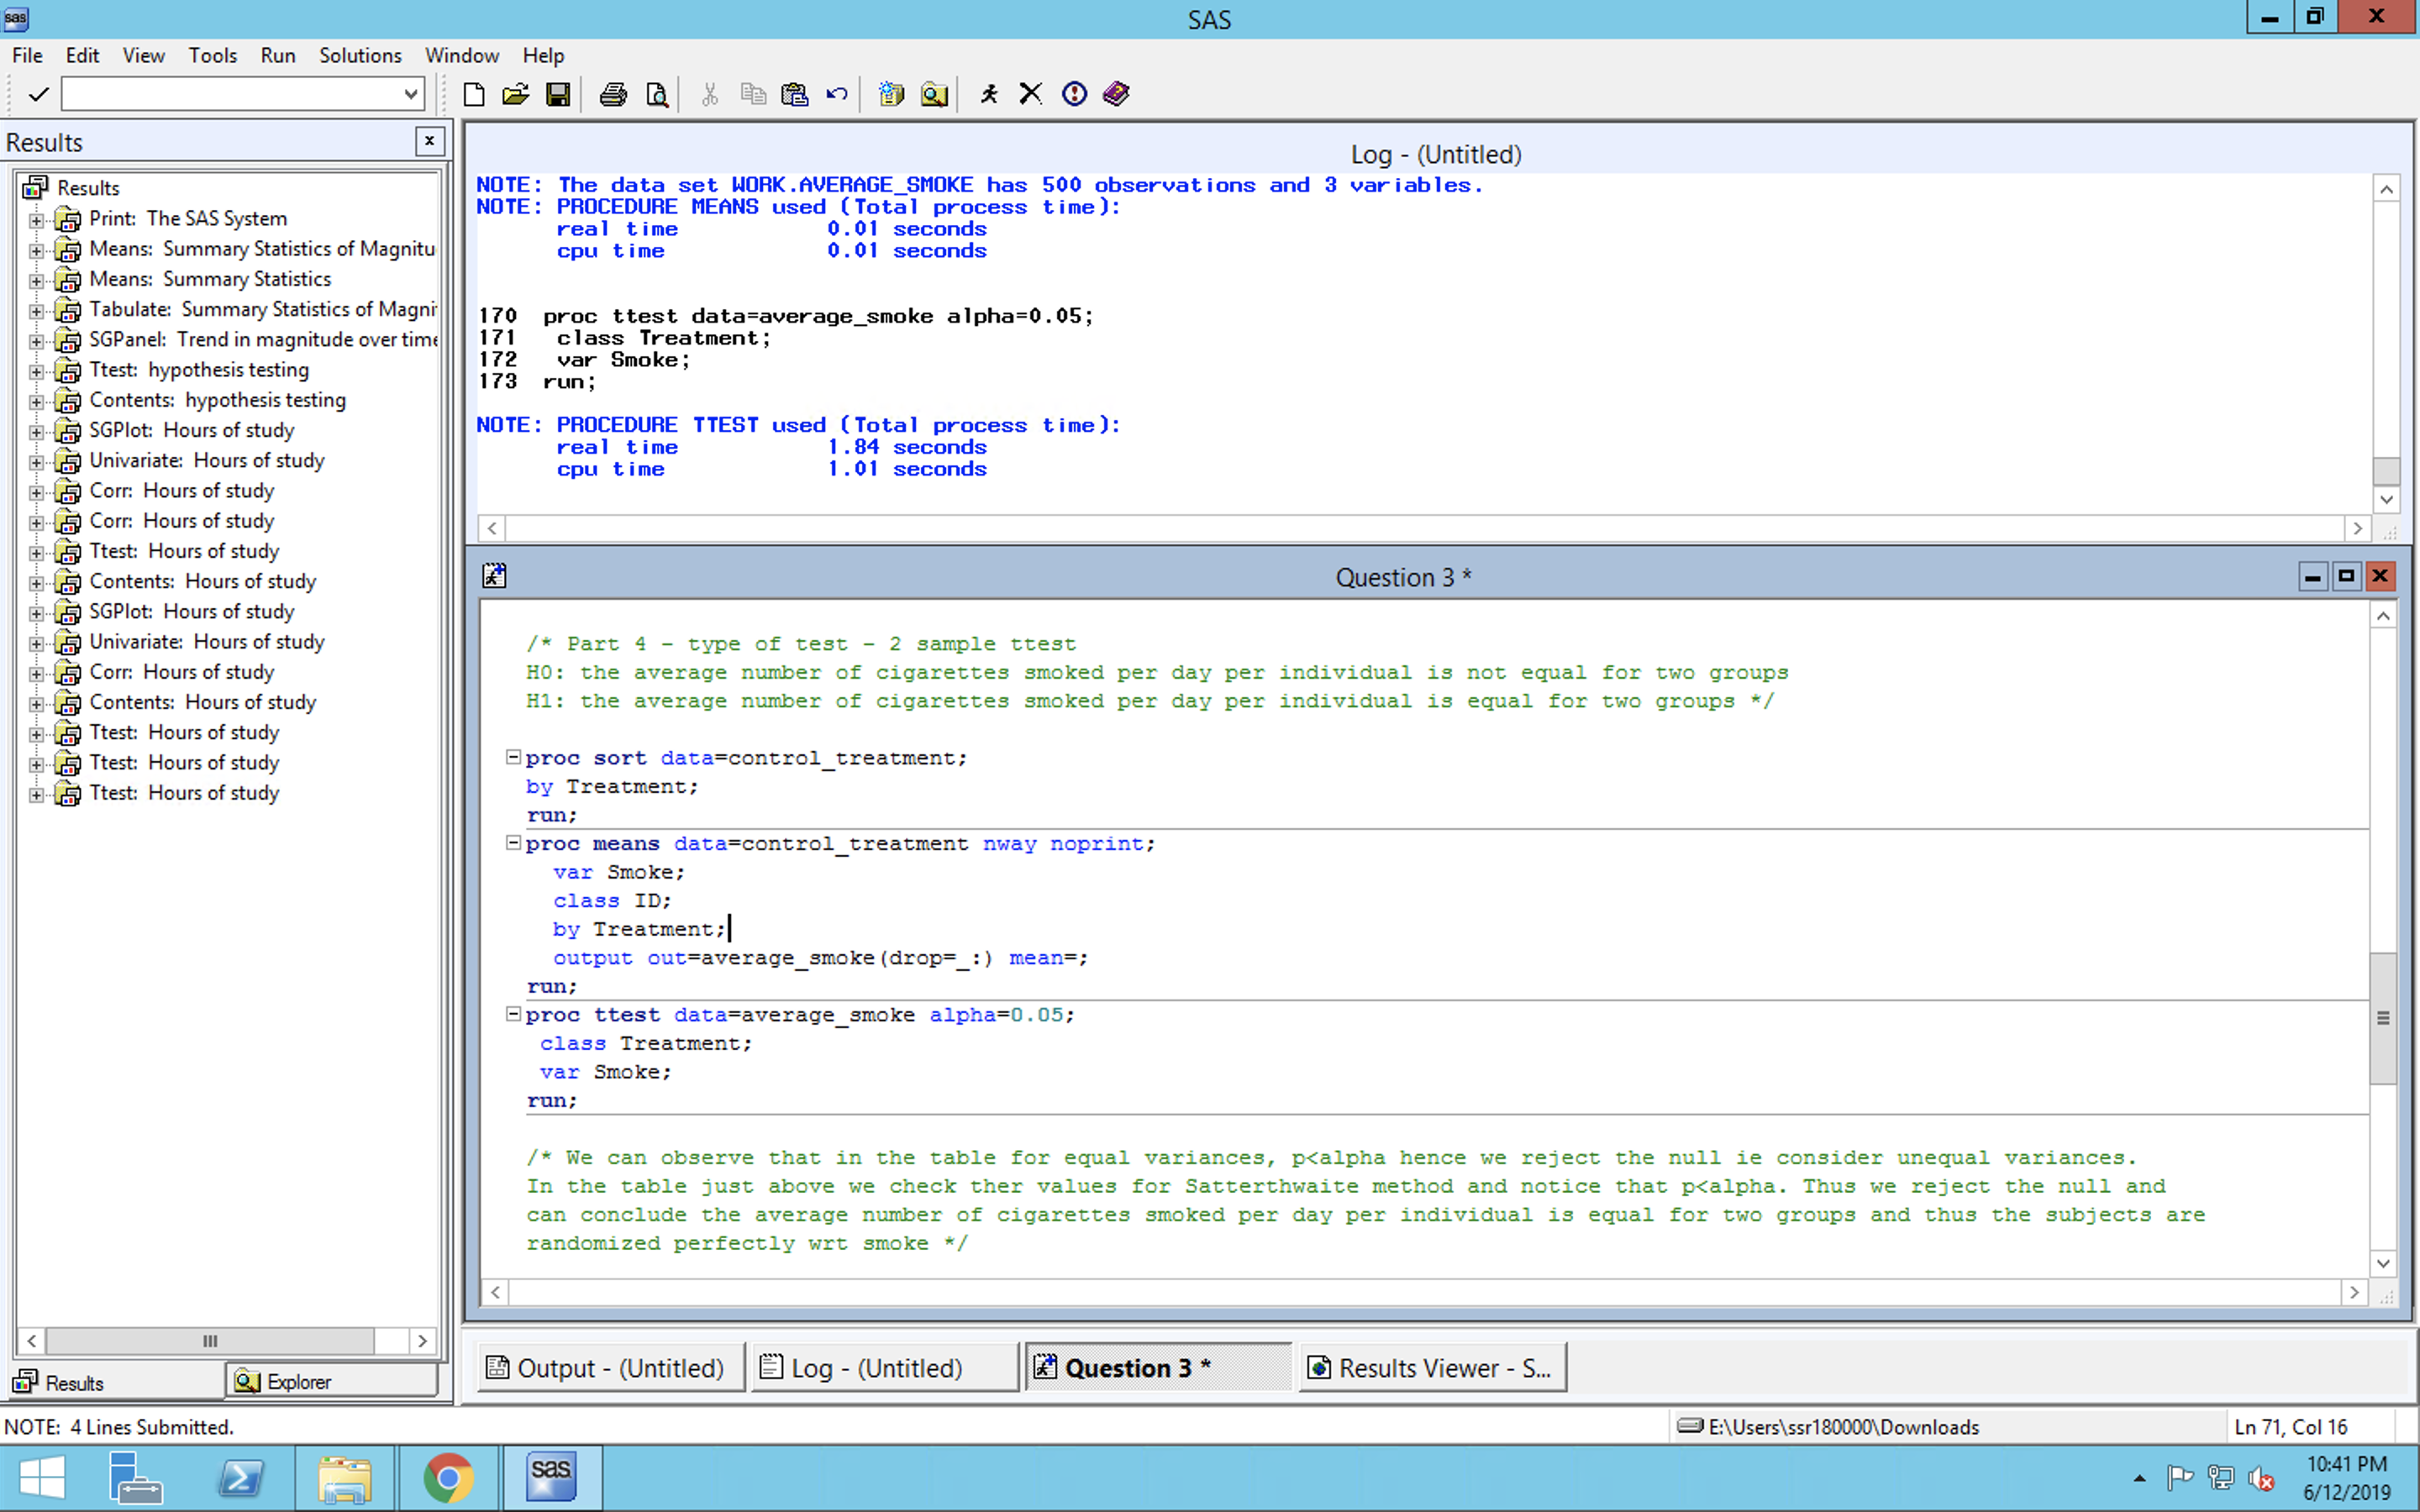 sas
SAS
File Edit View Tools Run Solutions Window Help
Results
Results
Print: The SAS System
Means: Summary Statistics of Magnitu
Means: Summary Statistics
Tabulate: Summary Statistics of Magni
SGPanel: Trend in magnitude over time
Ttest: hypothesis testing
Contents: hypothesis testing
SGPlot: Hours of study
Univariate: Hours of study
Corr: Hours of study
Corr: Hours of study
Ttest: Hours of study
Contents: Hours of study
SGPlot: Hours of study
Univariate: Hours of study
Corr: Hours of study
Contents: Hours of study
Ttest: Hours of study
Ttest: Hours of study
Ttest: Hours of study
Results
Explorer
Log - (Untitled)
NOTE: The data set WORK.AVERAGE_SMOKE has 500 observations and 3 variables.
NOTE: PROCEDURE MEANS used (Total process time):
real time 0.01 seconds
cpu time 0.01 seconds
170 proc ttest data=average_smoke alpha=0.05;
171 class Treatment;
172 var Smoke;
173 run;
NOTE: PROCEDURE TTEST used (Total process time):
real time 1.84 seconds
cpu time 1.01 seconds
Question 3 *
/* Part 4 - type of test - 2 sample ttest
H0: the average number of cigarettes smoked per day per individual is not equal for two groups
H1: the average number of cigarettes smoked per day per individual is equal for two groups */
proc sort data=control_treatment;
by Treatment;
run;
proc means data=control_treatment nway noprint;
var Smoke;
class ID;
by Treatment;
output out=average_smoke(drop=_:) mean=;
run;
proc ttest data=average_smoke alpha=0.05;
class Treatment;
var Smoke;
run;
/* We can observe that in the table for equal variances, p<alpha hence we reject the null ie consider unequal variances.
In the table just above we check ther values for Satterthwaite method and notice that p<alpha. Thus we reject the null and
can conclude the average number of cigarettes smoked per day per individual is equal for two groups and thus the subjects are
randomized perfectly wrt smoke */
Output - (Untitled)
Log - (Untitled)
Question 3 *
Results Viewer - S...
NOTE: 4 Lines Submitted.
E:\Users\ssr180000\Downloads
Ln 71, Col 16
sas
10:41 PM
6/12/2019